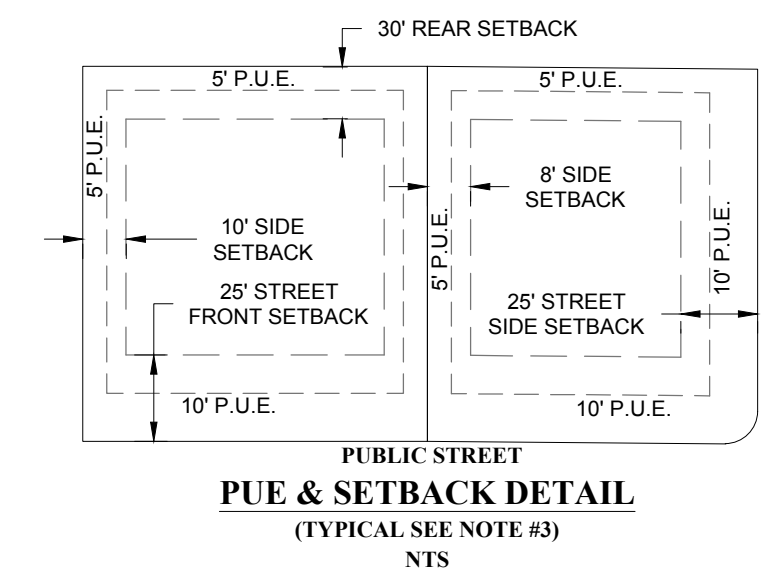 30' REAR SETBACK
5' P.U.E.
5' P.U.E.
5' P.U.E.
8' SIDE
SETBACK
10' SIDE
SETBACK
5' P.U.E.
10' P.U.E.
25' STREET
FRONT SETBACK
25' STREET
SIDE SETBACK
10' P.U.E.
10' P.U.E.
PUBLIC STREET
PUE & SETBACK DETAIL
(TYPICAL SEE NOTE #3)
NTS